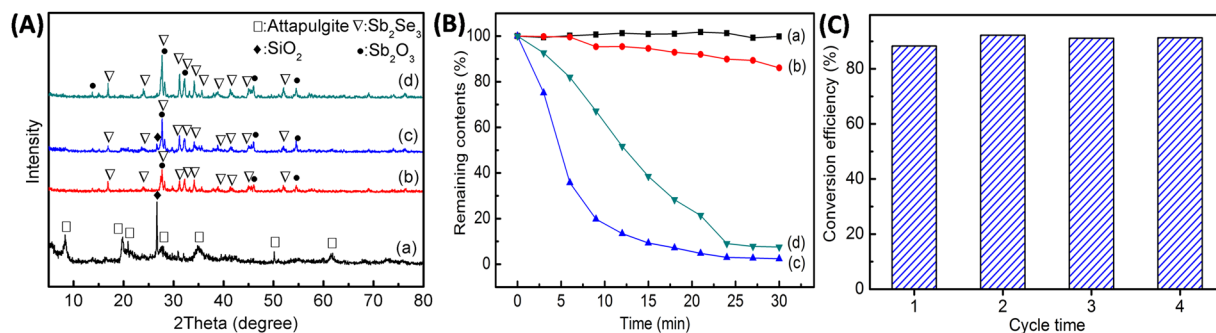 (A)
□:Attapulgite ▽:Sb₂Se₃
◆:SiO₂ ●:Sb₂O₃
(d)
(c)
(b)
(a)
Intensity
10 20 30 40 50 60 70 80
2Theta (degree)
(B)
100
80
60
40
20
0
Remaining contents (%)
(a)
(b)
(d)
(c)
0 5 10 15 20 25 30
Time (min)
(C)
80
60
40
20
0
Conversion efficiency (%)
1 2 3 4
Cycle time